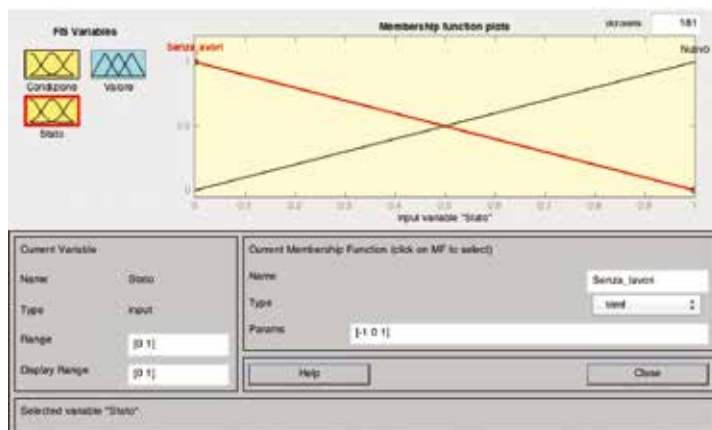 FIS Variables
Membership function plots
plot points:
181
Senza_lavori
Nuovo
Condizione
Valore
Stato
1
0.5
0
0
0.1
0.2
0.3
0.4
0.5
0.6
0.7
0.8
0.9
1
input variable "Stato"
Current Variable
Current Membership Function (click on MF to select)
Name
Stato
Name
Senza_lavori
Type
input
Type
trimf
Params
[-1 0 1]
Range
[0 1]
Display Range
[0 1]
Help
Close
Selected variable "Stato"